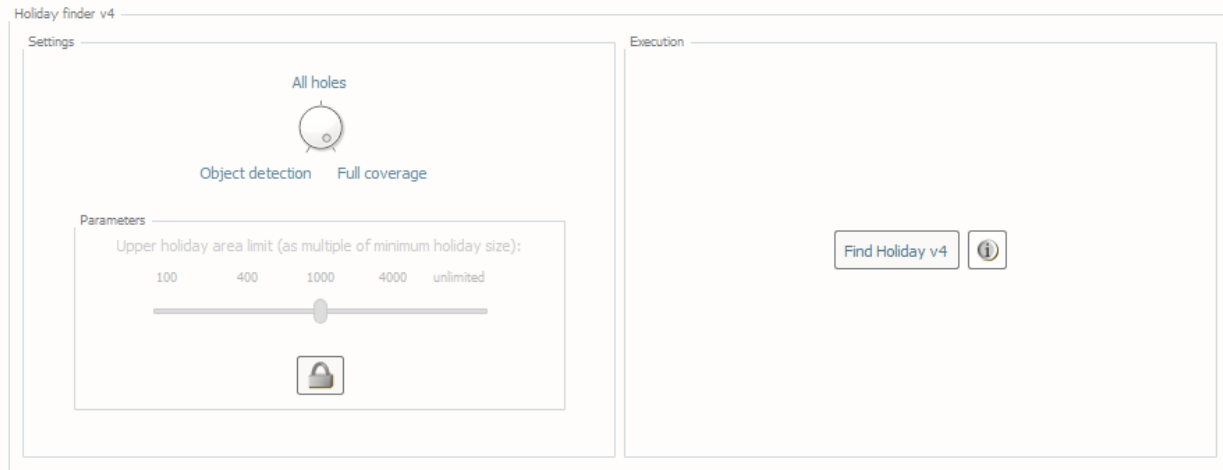 Holiday finder v4
Settings
Execution
All holes
Object detection
Full coverage
Parameters
Upper holiday area limit (as multiple of minimum holiday size):
100 400 1000 4000 unlimited
Find Holiday v4